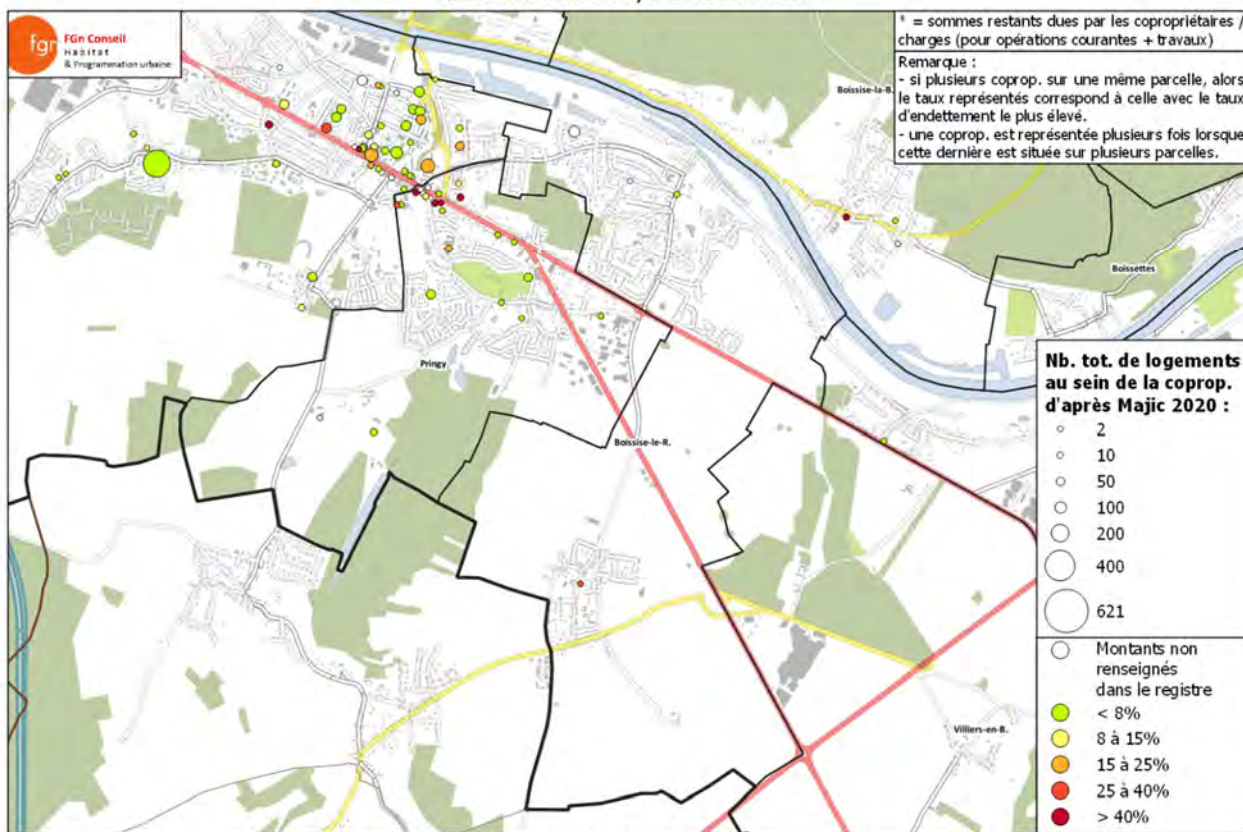 fgn
FGn Conseil
Habitat
& Programmation urbaine
* = sommes restants dues par les copropriétaires /
charges (pour opérations courantes + travaux)
Remarque :
- si plusieurs coprop. sur une même parcelle, alors
le taux représentés correspond à celle avec le taux
d'endettement le plus élevé.
- une coprop. est représentée plusieurs fois lorsque
cette dernière est située sur plusieurs parcelles.
Boissise-la-B.
Boissettes
Pringy
Boissise-le-R.
Villiers-en-B.
Nb. tot. de logements
au sein de la coprop.
d'après Majic 2020 :
2
10
50
100
200
400
621
Montants non
renseignés
dans le registre
< 8%
8 à 15%
15 à 25%
25 à 40%
> 40%